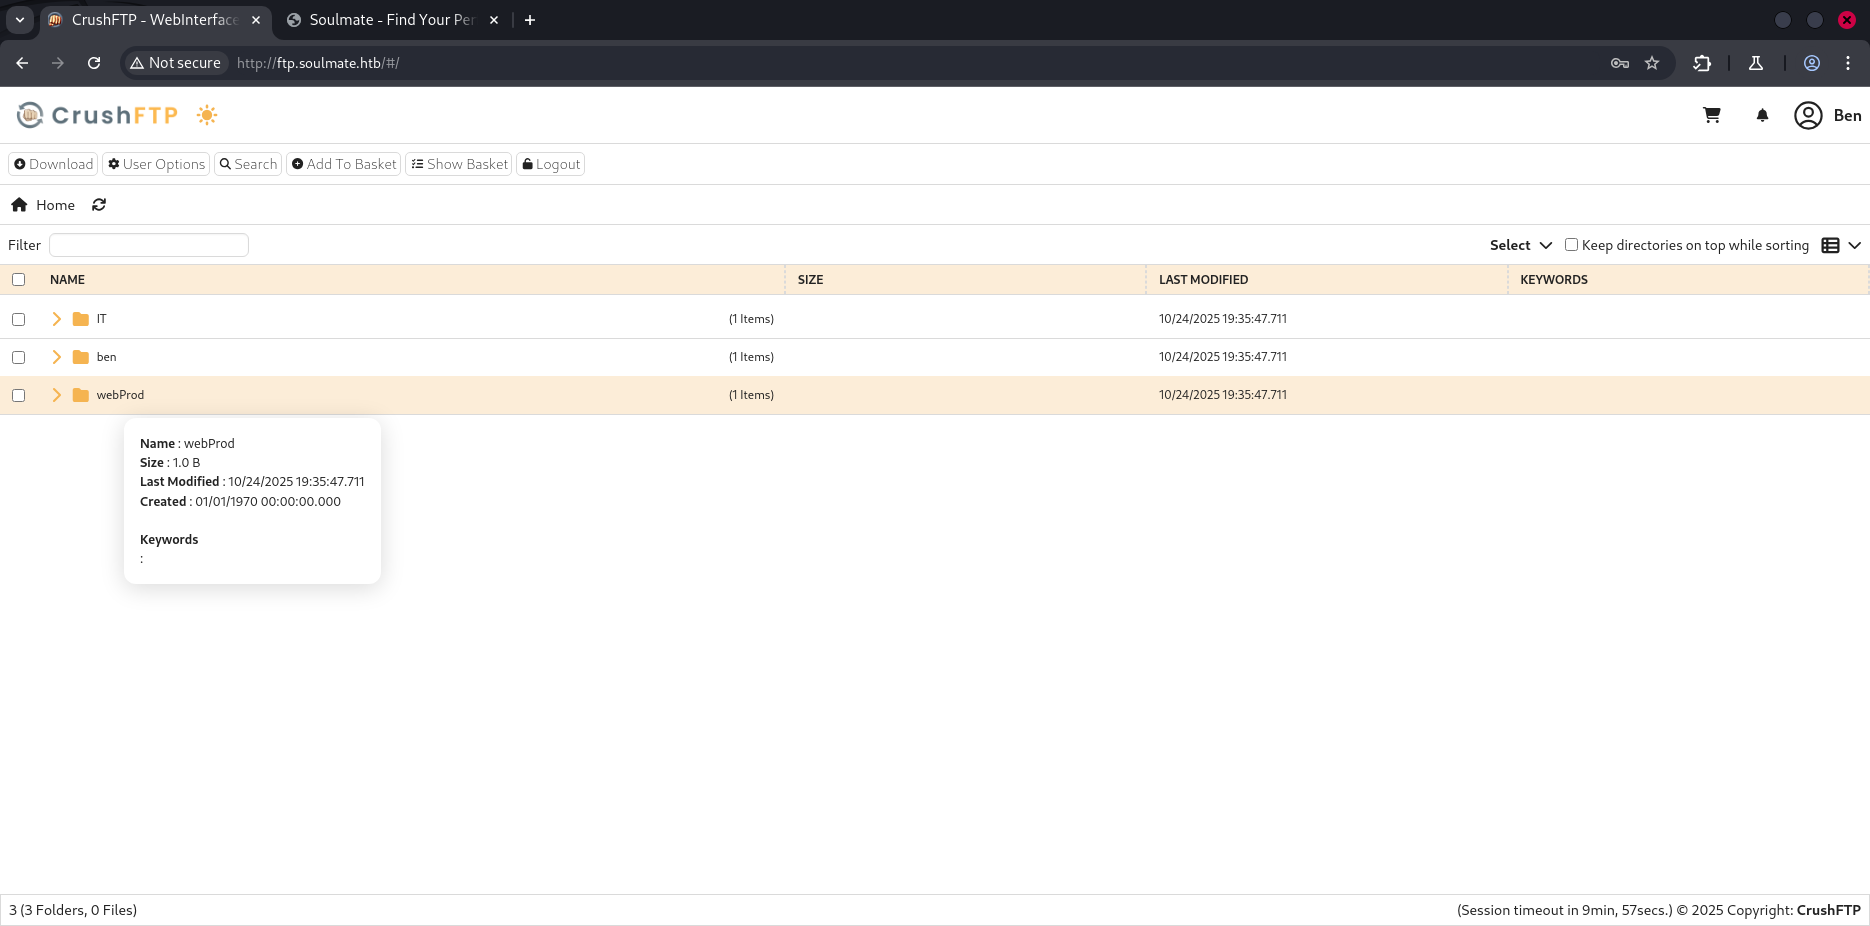 CrushFTP - WebInterface
Soulmate - Find Your Per
Not secure
http://ftp.soulmate.htb/#/
CrushFTP
Ben
Download
User Options
Search
Add To Basket
Show Basket
Logout
Home
Filter
Select
Keep directories on top while sorting
NAME SIZE LAST MODIFIED KEYWORDS
IT (1 Items) 10/24/2025 19:35:47.711
ben (1 Items) 10/24/2025 19:35:47.711
webProd (1 Items) 10/24/2025 19:35:47.711
Name : webProd
Size : 1.0 B
Last Modified : 10/24/2025 19:35:47.711
Created : 01/01/1970 00:00:00.000
Keywords
:
3 (3 Folders, 0 Files)
(Session timeout in 9min, 57secs.) © 2025 Copyright: CrushFTP